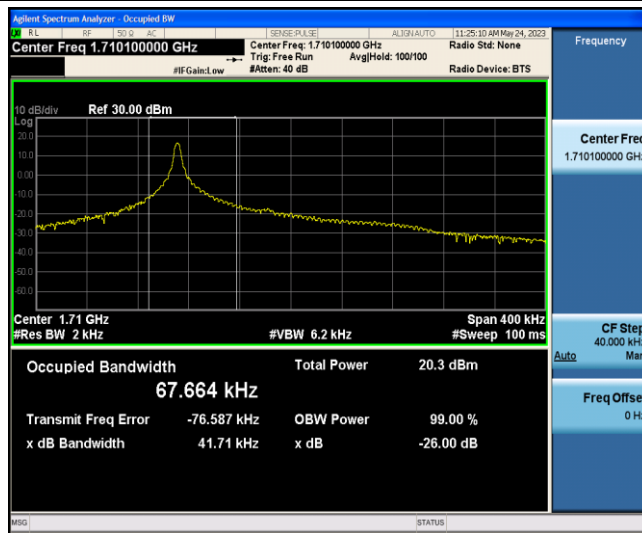 Agilent Spectrum Analyzer - Occupied BW
RL RF 50 Ω AC SENSE:PULSE ALIGN AUTO 11:25:10 AM May 24, 2023
Center Freq 1.710100000 GHz Center Freq: 1.710100000 GHz Radio Std: None Frequency
Trig: Free Run Avg|Hold: 100/100
#IFGain:Low #Atten: 40 dB Radio Device: BTS
10 dB/div Ref 30.00 dBm
Log
20.0
10.0
0.00
-10.0
-20.0
-30.0
-40.0
-50.0
-60.0
Center Freq
1.710100000 GHz
Center 1.71 GHz Span 400 kHz
#Res BW 2 kHz #VBW 6.2 kHz #Sweep 100 ms
CF Step
40.000 kHz
Auto Man
Occupied Bandwidth Total Power 20.3 dBm
67.664 kHz
Freq Offset
0 Hz
Transmit Freq Error -76.587 kHz OBW Power 99.00 %
x dB Bandwidth 41.71 kHz x dB -26.00 dB
MSG STATUS